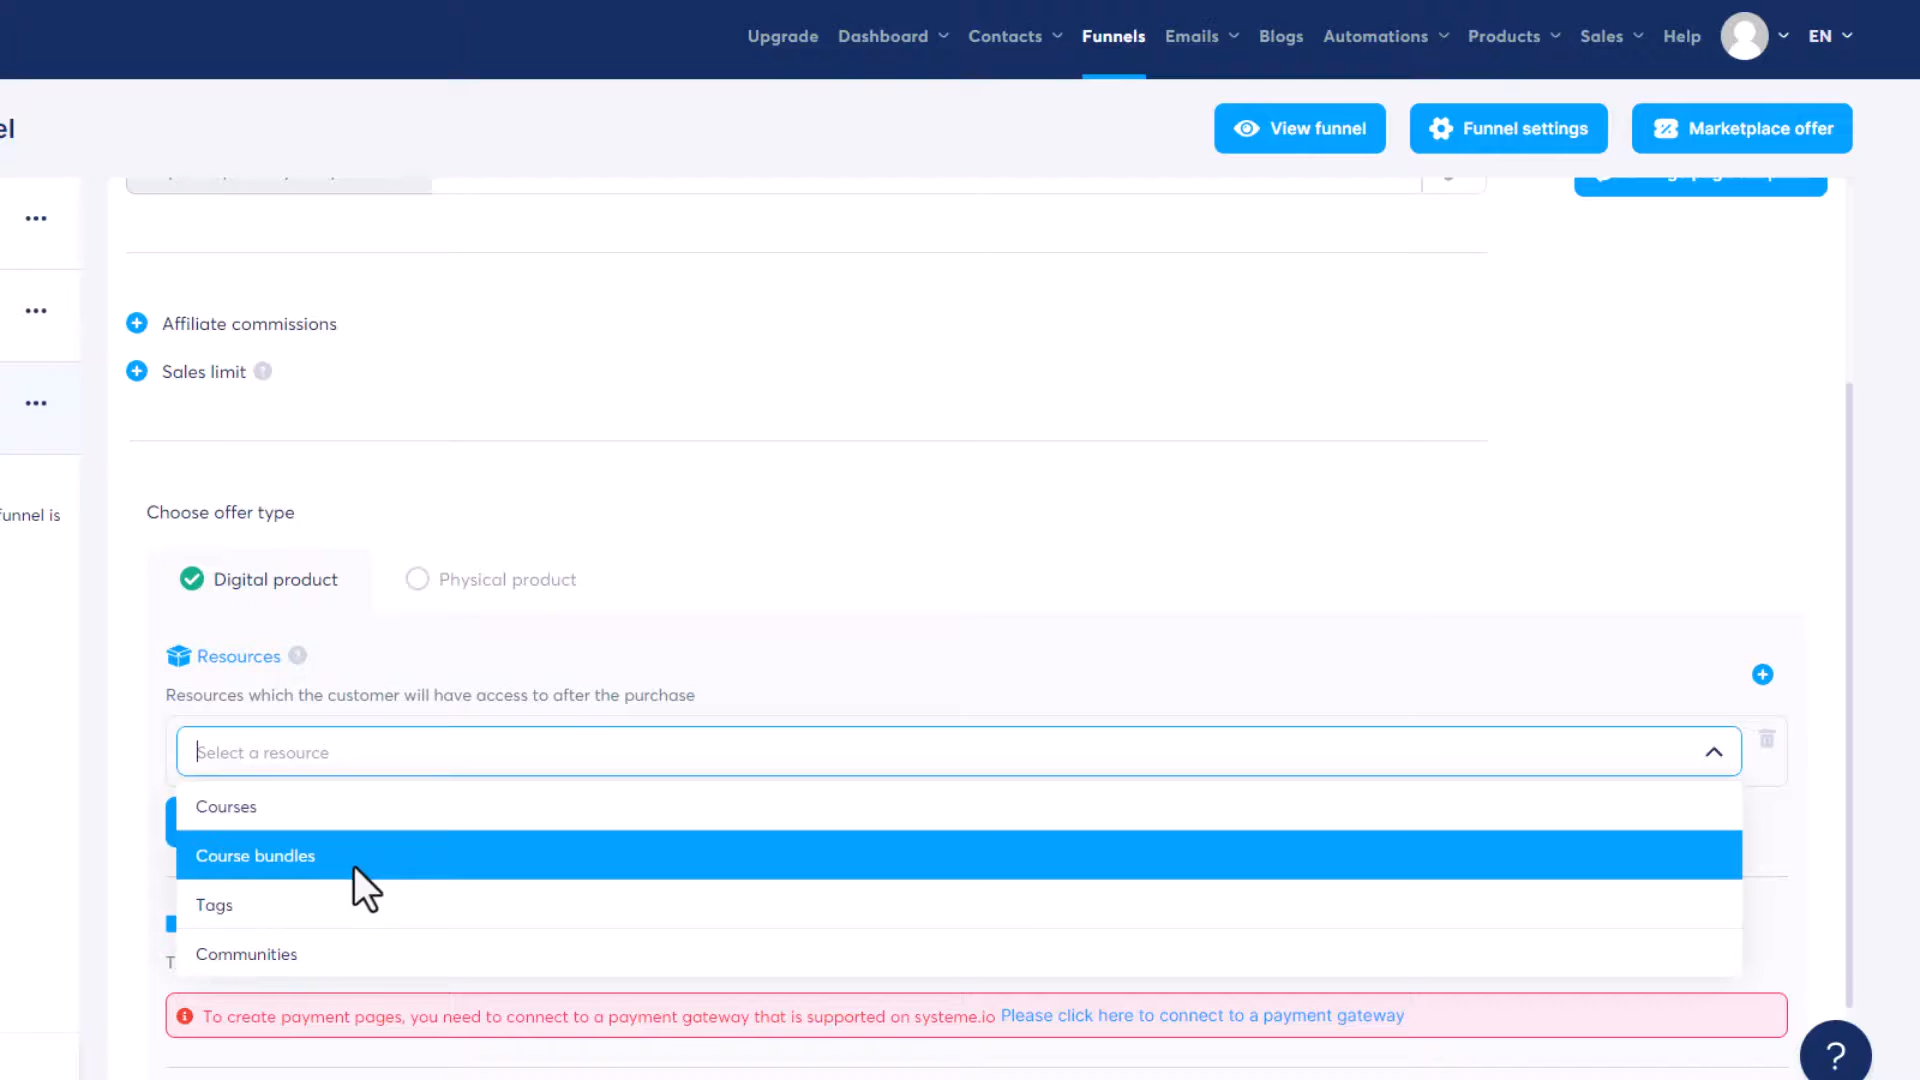 Upgrade Dashboard Contacts Funnels Emails Blogs Automations Products Sales Help EN
el
View funnel Funnel settings Marketplace offer
Affiliate commissions
Sales limit ?
Choose offer type
funnel is
Digital product Physical product
Resources ?
Resources which the customer will have access to after the purchase
Select a resource
Courses
Course bundles
Tags
Communities
T
To create payment pages, you need to connect to a payment gateway that is supported on systeme.io Please click here to connect to a payment gateway
?